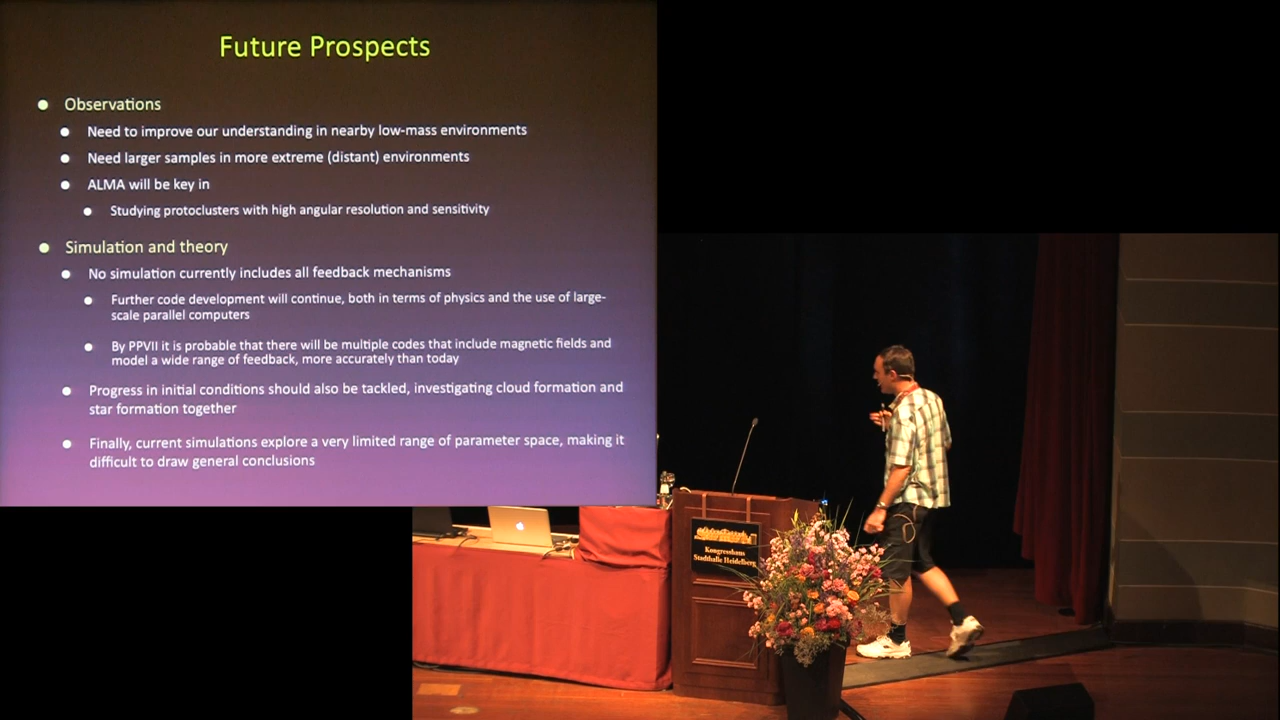 Future Prospects
Observations
Need to improve our understanding in nearby low-mass environments
Need larger samples in more extreme (distant) environments
ALMA will be key in
Studying protoclusters with high angular resolution and sensitivity
Simulation and theory
No simulation currently includes all feedback mechanisms
Further code development will continue, both in terms of physics and the use of large-
scale parallel computers
By PPVII it is probable that there will be multiple codes that include magnetic fields and
model a wide range of feedback, more accurately than today
Progress in initial conditions should also be tackled, investigating cloud formation and
star formation together
Finally, current simulations explore a very limited range of parameter space, making it
difficult to draw general conclusions
Kongresshaus
Stadthalle Heidelberg